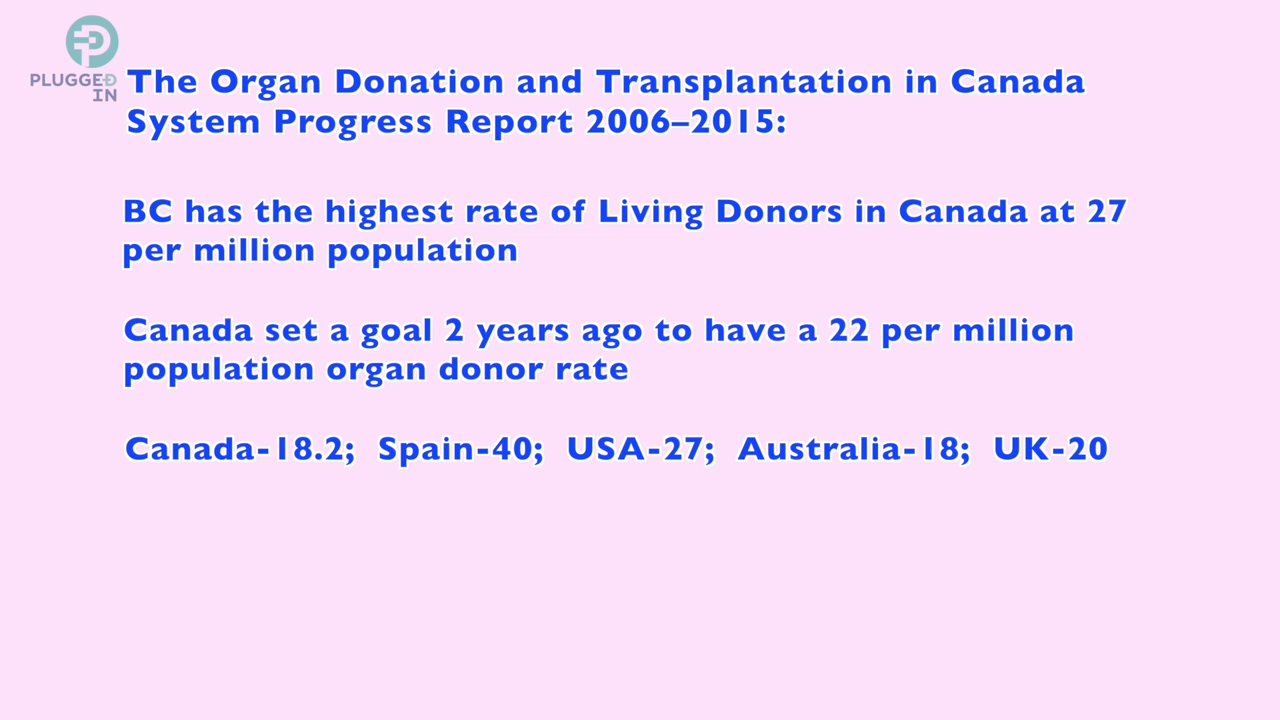 PLUGGED
IN
The Organ Donation and Transplantation in Canada
System Progress Report 2006–2015:
BC has the highest rate of Living Donors in Canada at 27
per million population
Canada set a goal 2 years ago to have a 22 per million
population organ donor rate
Canada-18.2; Spain-40; USA-27; Australia-18; UK-20